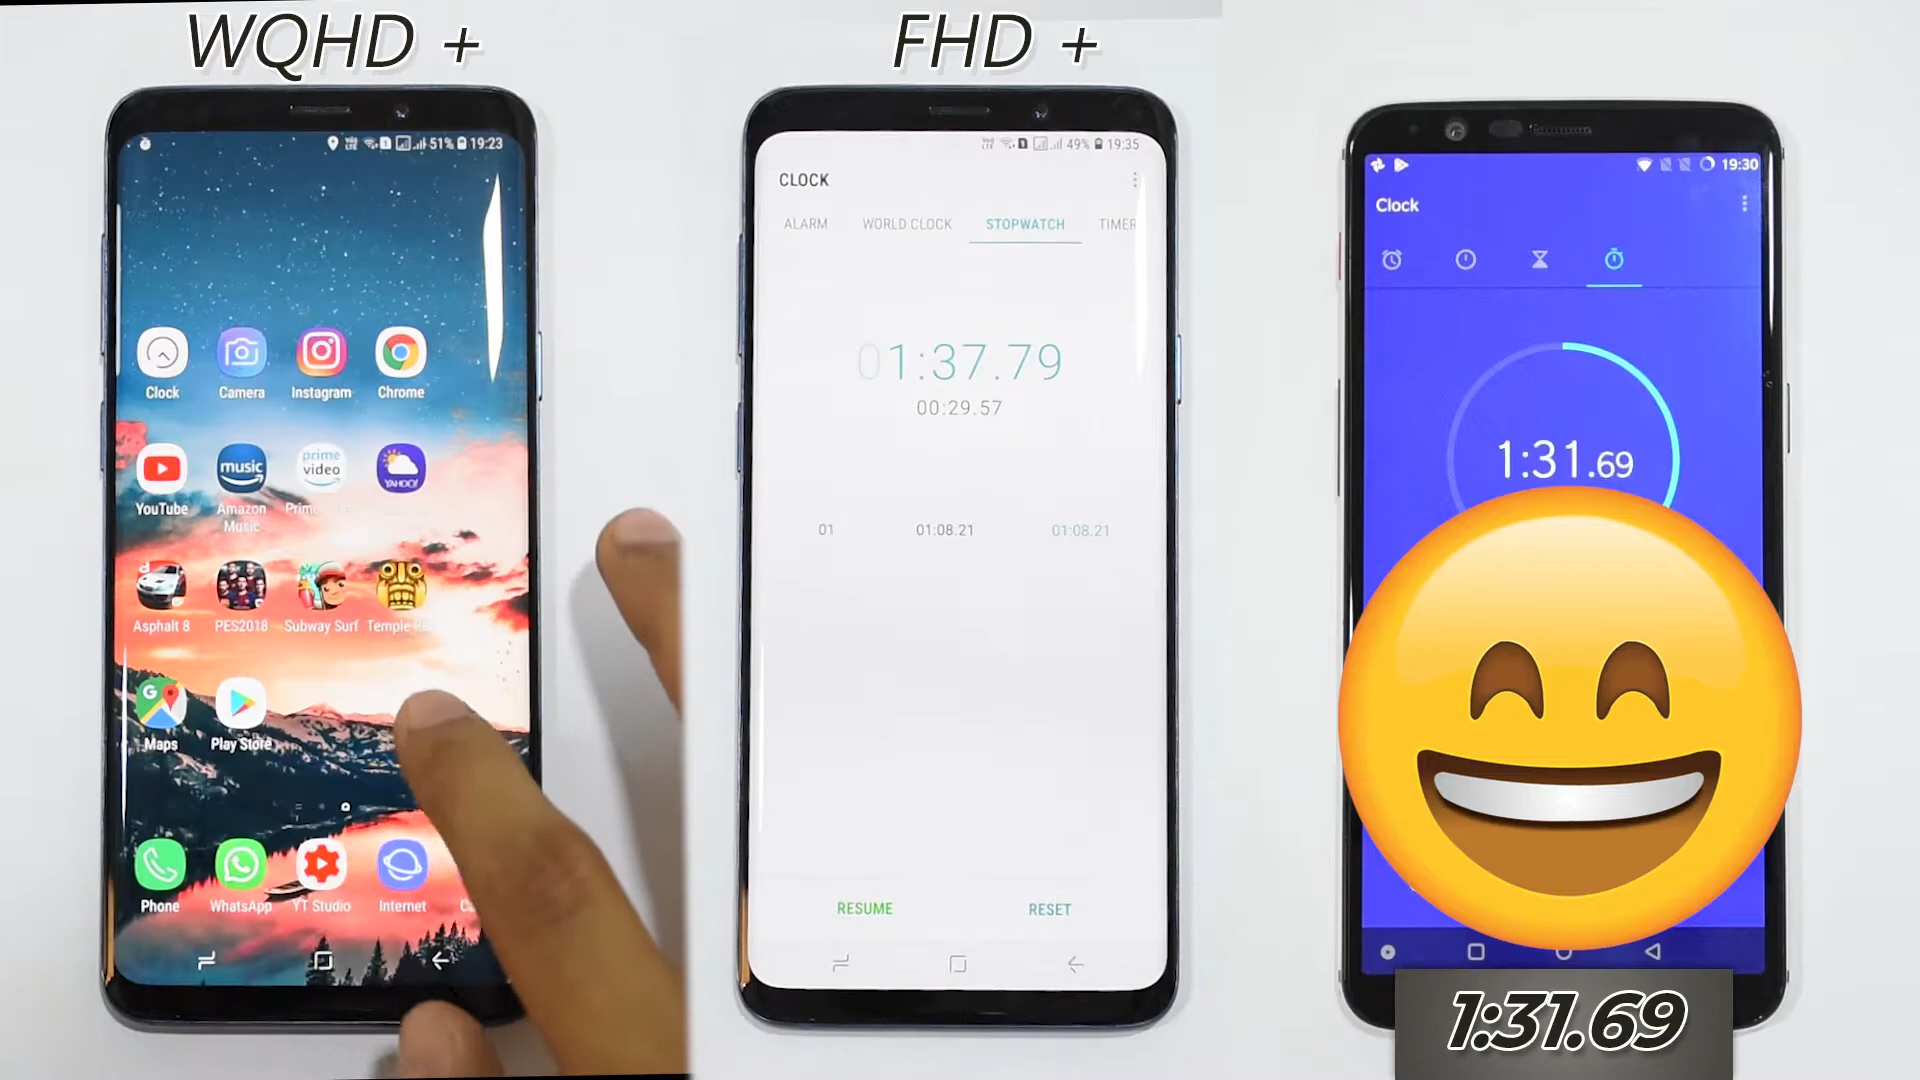 WQHD +
FHD +
51% 19:23
Clock
Camera
Instagram
Chrome
music
prime
video
YAHOO!
YouTube
Amazon
Music
Asphalt 8
PES2018
Subway Surf
Temple
G
Maps
Play Store
Phone
WhatsApp
YT Studio
Internet
49% 19:35
CLOCK
ALARM WORLD CLOCK STOPWATCH TIMER
01:37.79
00:29.57
01 01:08.21 01:08.21
RESUME RESET
19:30
Clock
1:31.69
1:31.69